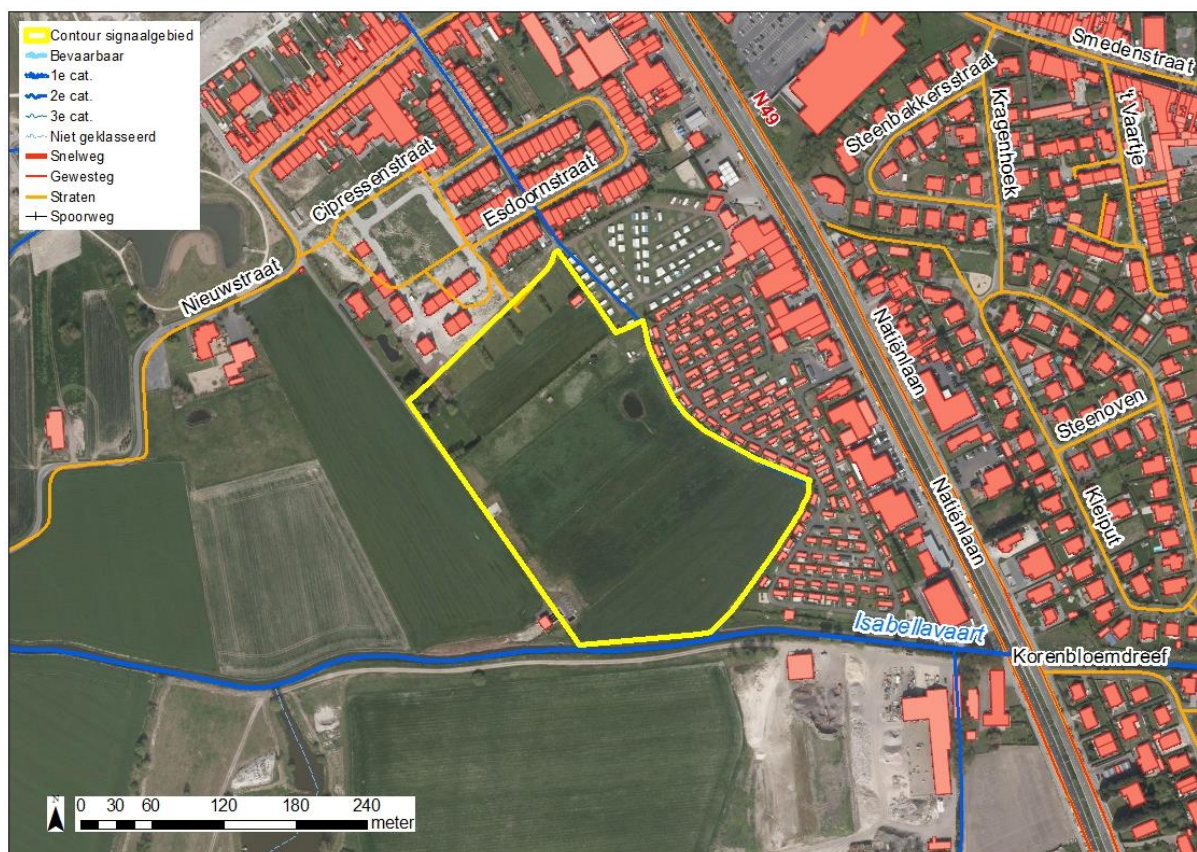 Contour signaalgebied
Bevaarbaar
1e cat.
2e cat.
3e cat.
Niet geklasseerd
Snelweg
Gewesteg
Straten
Spoorweg
Smedenstraat
Steenbakkersstraat
Kragenhoek
't Vaartje
N49
Cipressenstraat
Esdoornstraat
Nieuwstraat
Natiënlaan
Steenoven
Natiënlaan
Kleiput
Isabellavaart
Korenbloemdreef
N
0 30 60 120 180 240
meter